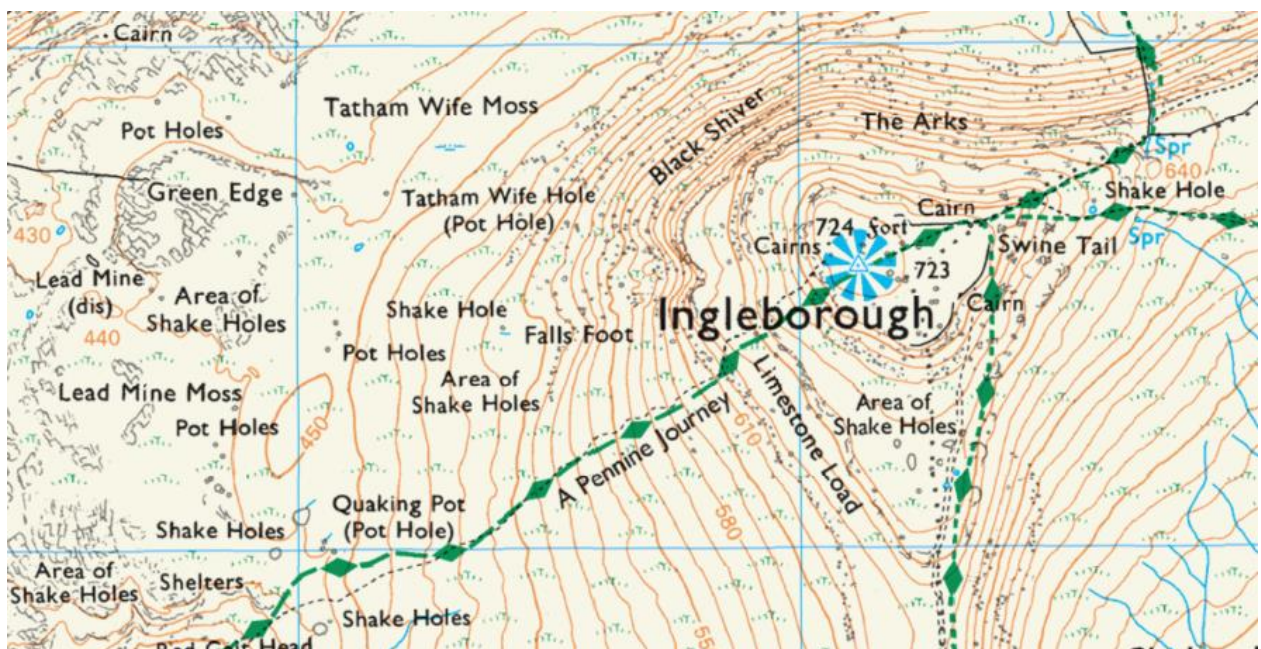 Cairn
Tatham Wife Moss
Pot Holes
Black Shiver
The Arks
Spr
640
Green Edge
Tatham Wife Hole
(Pot Hole)
Shake Hole
Cairn
724
Fort
Cairns
Swine Tail
Spr
430
Lead Mine
(dis)
Area of
Shake Holes
723
Shake Hole
Falls Foot
Ingleborough
Cairn
440
Pot Holes
Area of
Shake Holes
Lead Mine Moss
Pot Holes
450
Limestone Load
610
Area of
Shake Holes
A Pennine Journey
Quaking Pot
(Pot Hole)
580
Shake Holes
Area of
Shake Holes
Shelters
Shake Holes